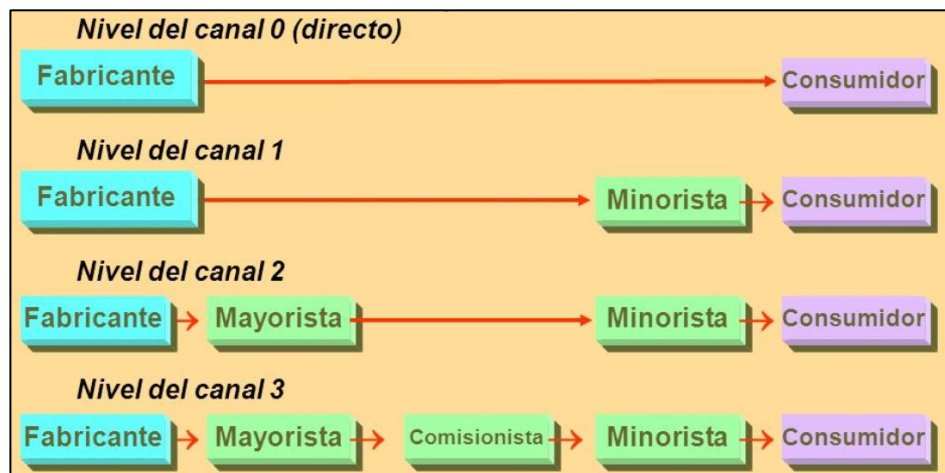 Nivel del canal 0 (directo)
Fabricante Consumidor
Nivel del canal 1
Fabricante Minorista Consumidor
Nivel del canal 2
Fabricante Mayorista Minorista Consumidor
Nivel del canal 3
Fabricante Mayorista Comisionista Minorista Consumidor